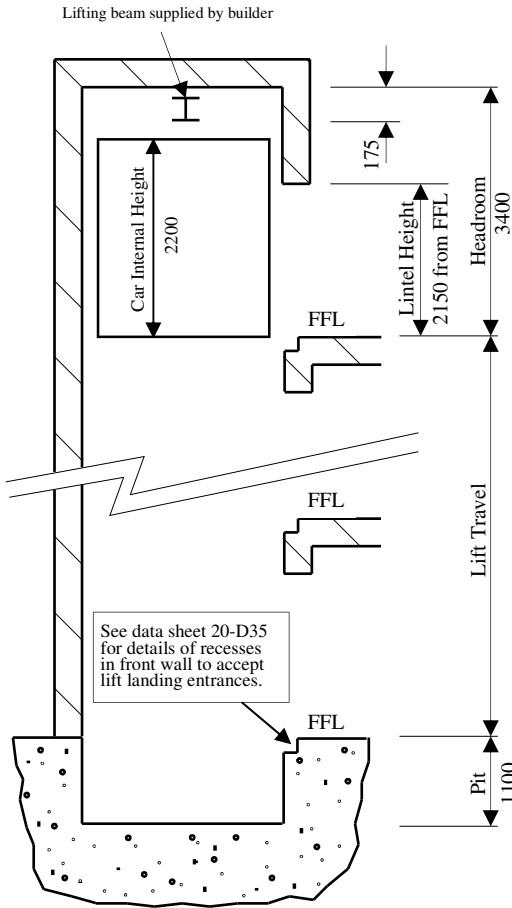 Lifting beam supplied by builder
175
Headroom
3400
Car Internal Height
2200
Lintel Height
2150 from FFL
FFL
FFL
Lift Travel
See data sheet 20-D35
for details of recesses
in front wall to accept
lift landing entrances.
FFL
Pit
1100